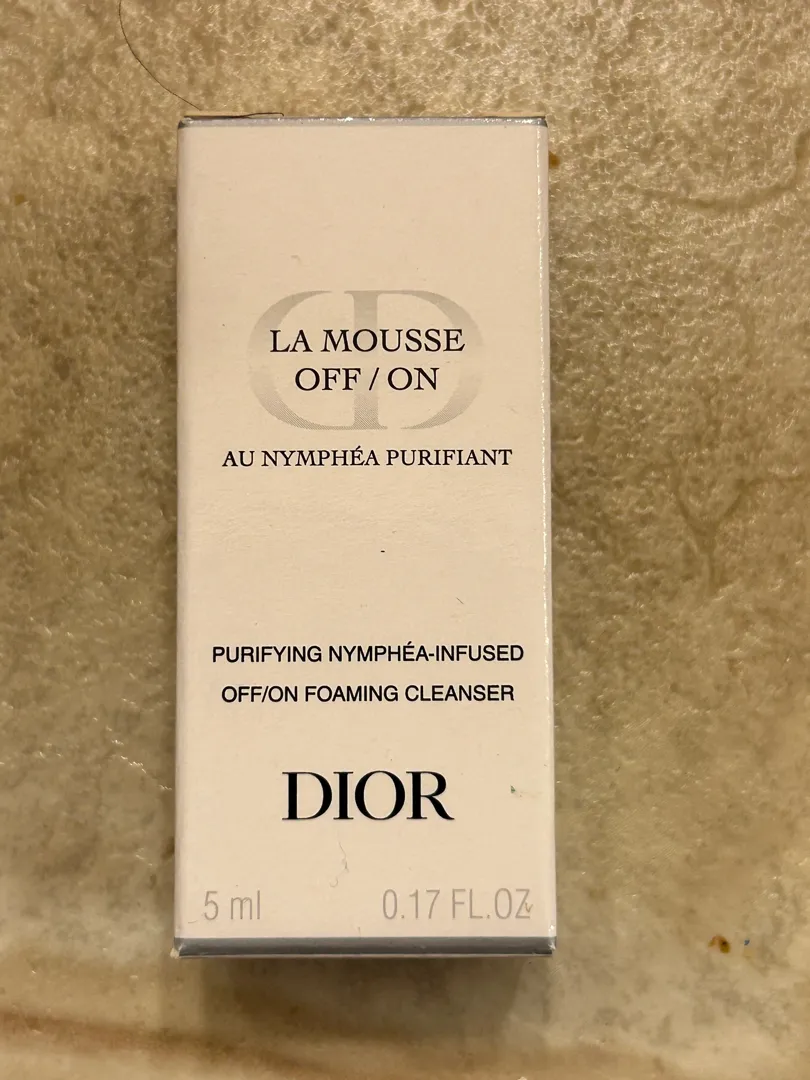 LA MOUSSE
OFF / ON
AU NYMPHÉA PURIFIANT
PURIFYING NYMPHÉA-INFUSED
OFF/ON FOAMING CLEANSER
DIOR
5 ml 0.17 FL.OZ